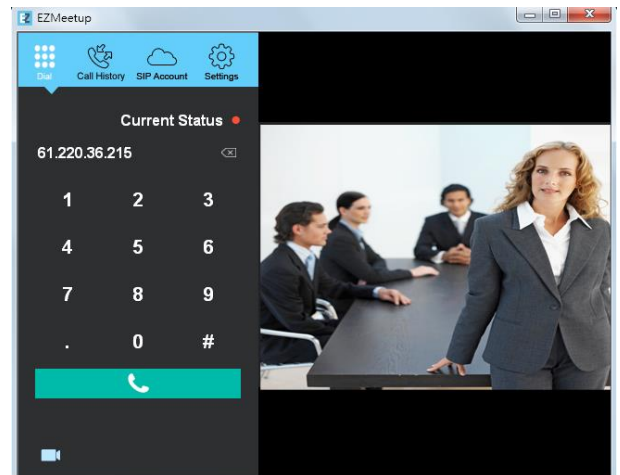 EZMeetup
Dial Call History SIP Account Settings
Current Status
61.220.36.215
1 2 3
4 5 6
7 8 9
. 0 #